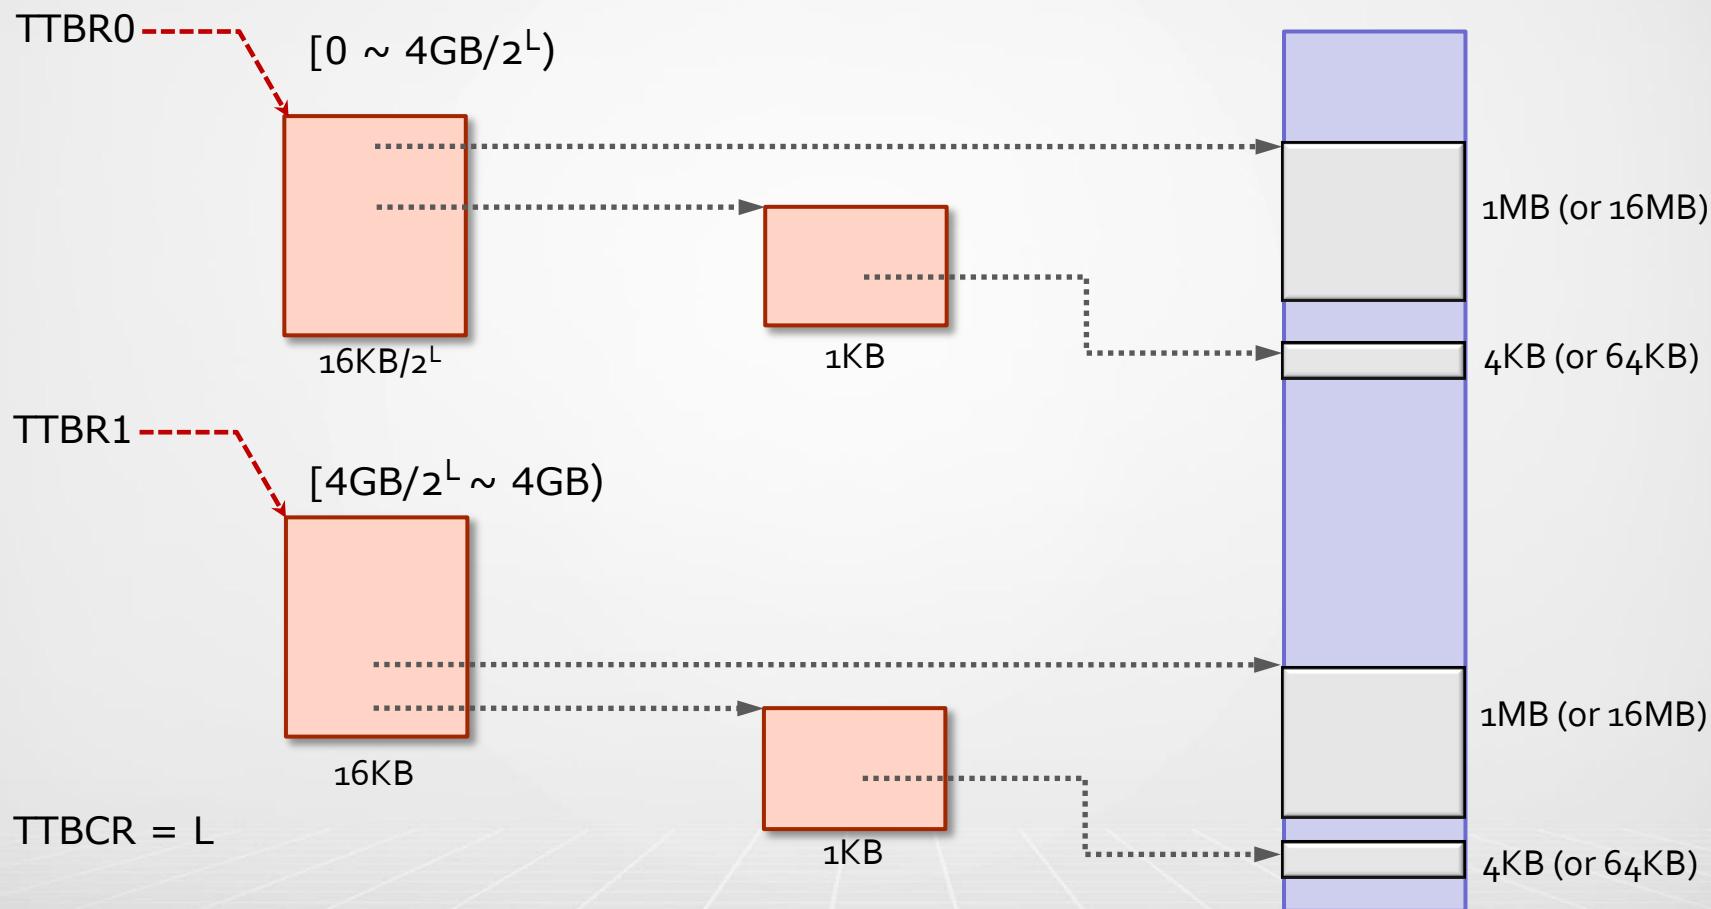 TTBR0
[0 ~ 4GB/2^L)
1MB (or 16MB)
16KB/2^L
1KB
4KB (or 64KB)
TTBR1
[4GB/2^L ~ 4GB)
1MB (or 16MB)
16KB
TTBCR = L
1KB
4KB (or 64KB)